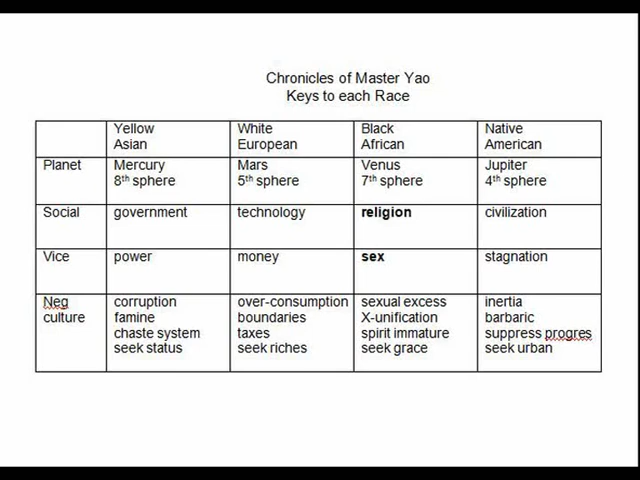 Chronicles of Master Yao
Keys to each Race
Yellow White Black Native
Asian European African American
Planet Mercury Mars Venus Jupiter
8th sphere 5th sphere 7th sphere 4th sphere
Social government technology religion civilization
Vice power money sex stagnation
Neg corruption over-consumption sexual excess inertia
culture famine boundaries X-unification barbaric
chaste system taxes spirit immature suppress progres
seek status seek riches seek grace seek urban